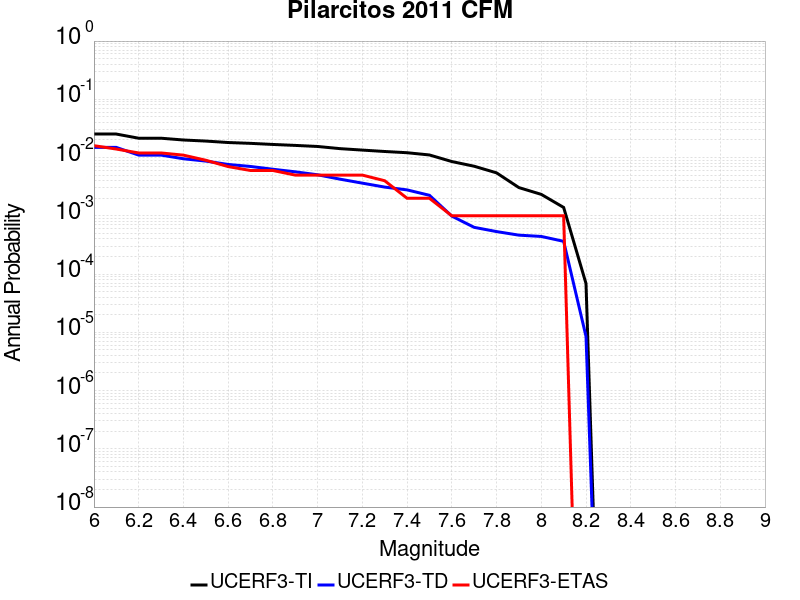 Pilarcitos 2011 CFM
10^0
10^-1
10^-2
10^-3
10^-4
10^-5
10^-6
10^-7
10^-8
Annual Probability
6 6.2 6.4 6.6 6.8 7 7.2 7.4 7.6 7.8 8 8.2 8.4 8.6 8.8 9
Magnitude
UCERF3-TI UCERF3-TD UCERF3-ETAS